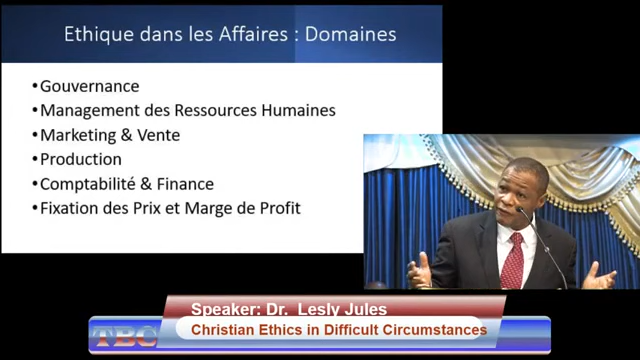 Ethique dans les Affaires : Domaines
•Gouvernance
•Management des Ressources Humaines
•Marketing & Vente
•Production
•Comptabilité & Finance
•Fixation des Prix et Marge de Profit
Speaker: Dr. Lesly Jules
TBC
Christian Ethics in Difficult Circumstances